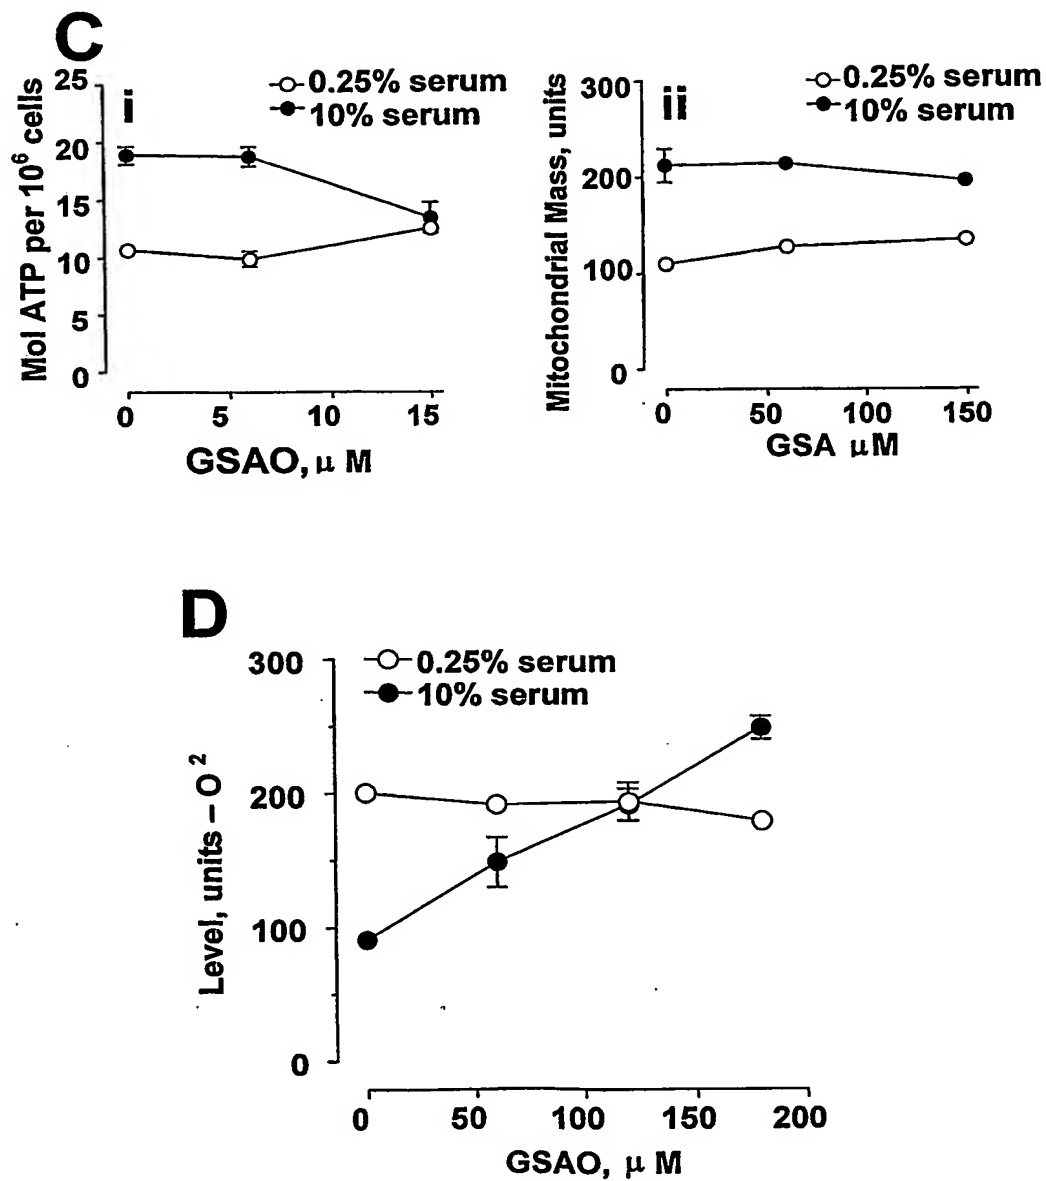 C
i
0.25% serum
10% serum
Mol ATP per 10⁶ cells
25
20
15
10
5
0
0 5 10 15
GSAO, μ M
ii
0.25% serum
10% serum
Mitochondrial Mass, units
300
200
100
0
0 50 100 150
GSA μM
D
0.25% serum
10% serum
Level, units – O²
300
200
100
0
0 50 100 150 200
GSAO, μ M